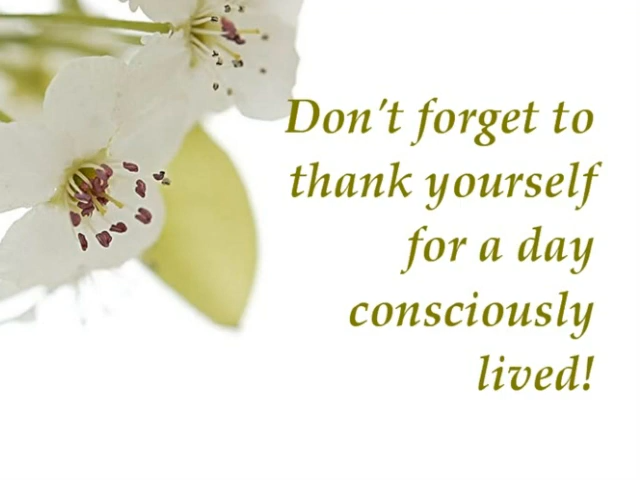 Don't forget to
thank yourself
for a day
consciously
lived!